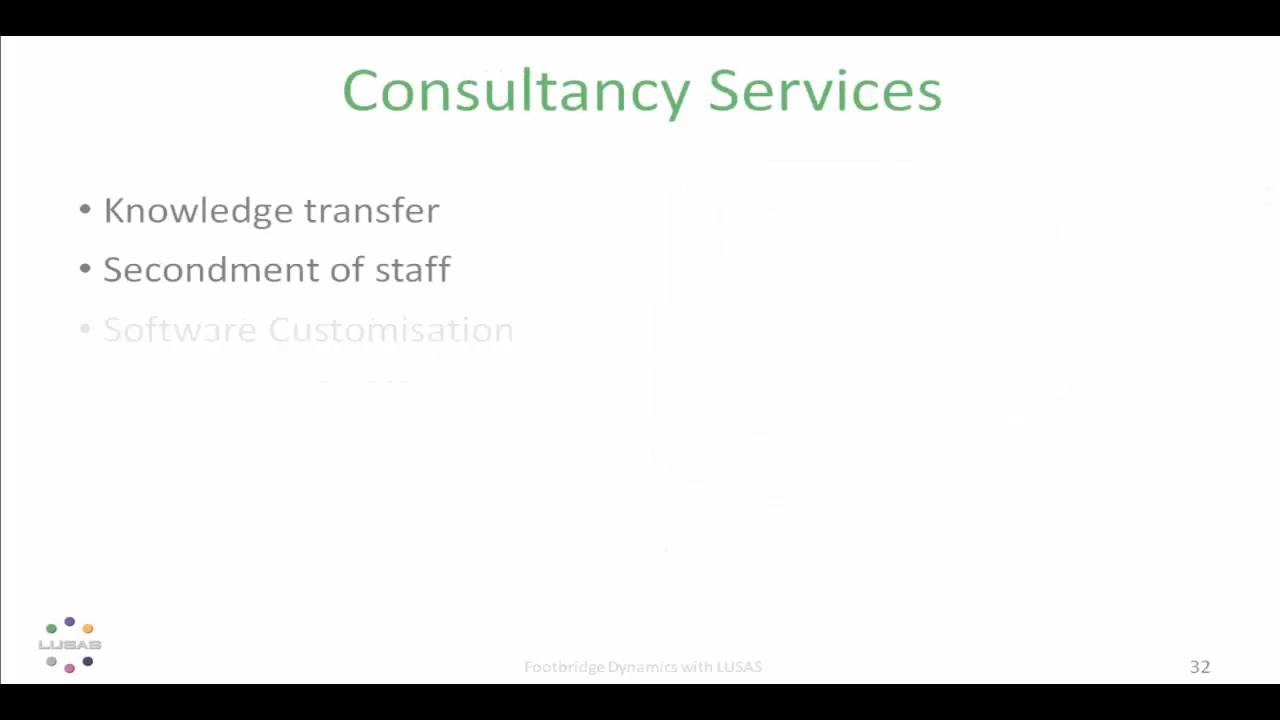 Consultancy Services
• Knowledge transfer
• Secondment of staff
• Software Customisation
LUSAS
Footbridge Dynamics with LUSAS
32